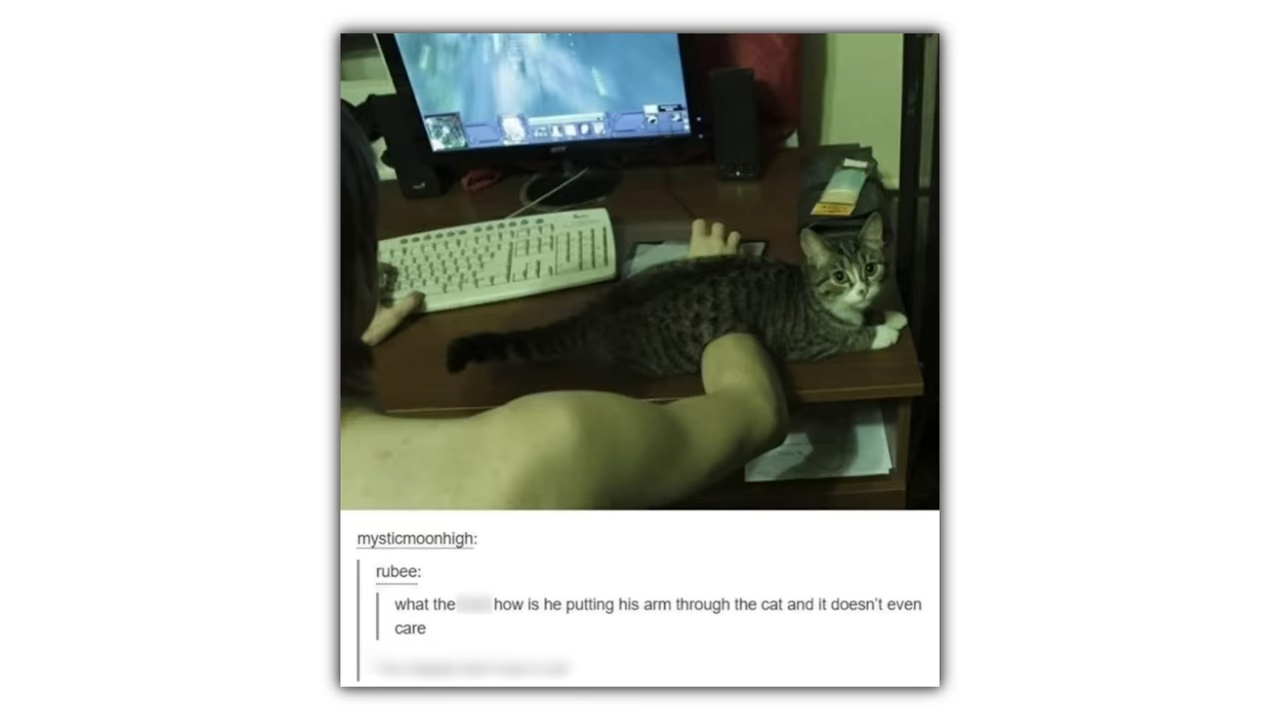 mysticmoonhigh:
rubee:
what the how is he putting his arm through the cat and it doesn't even
care